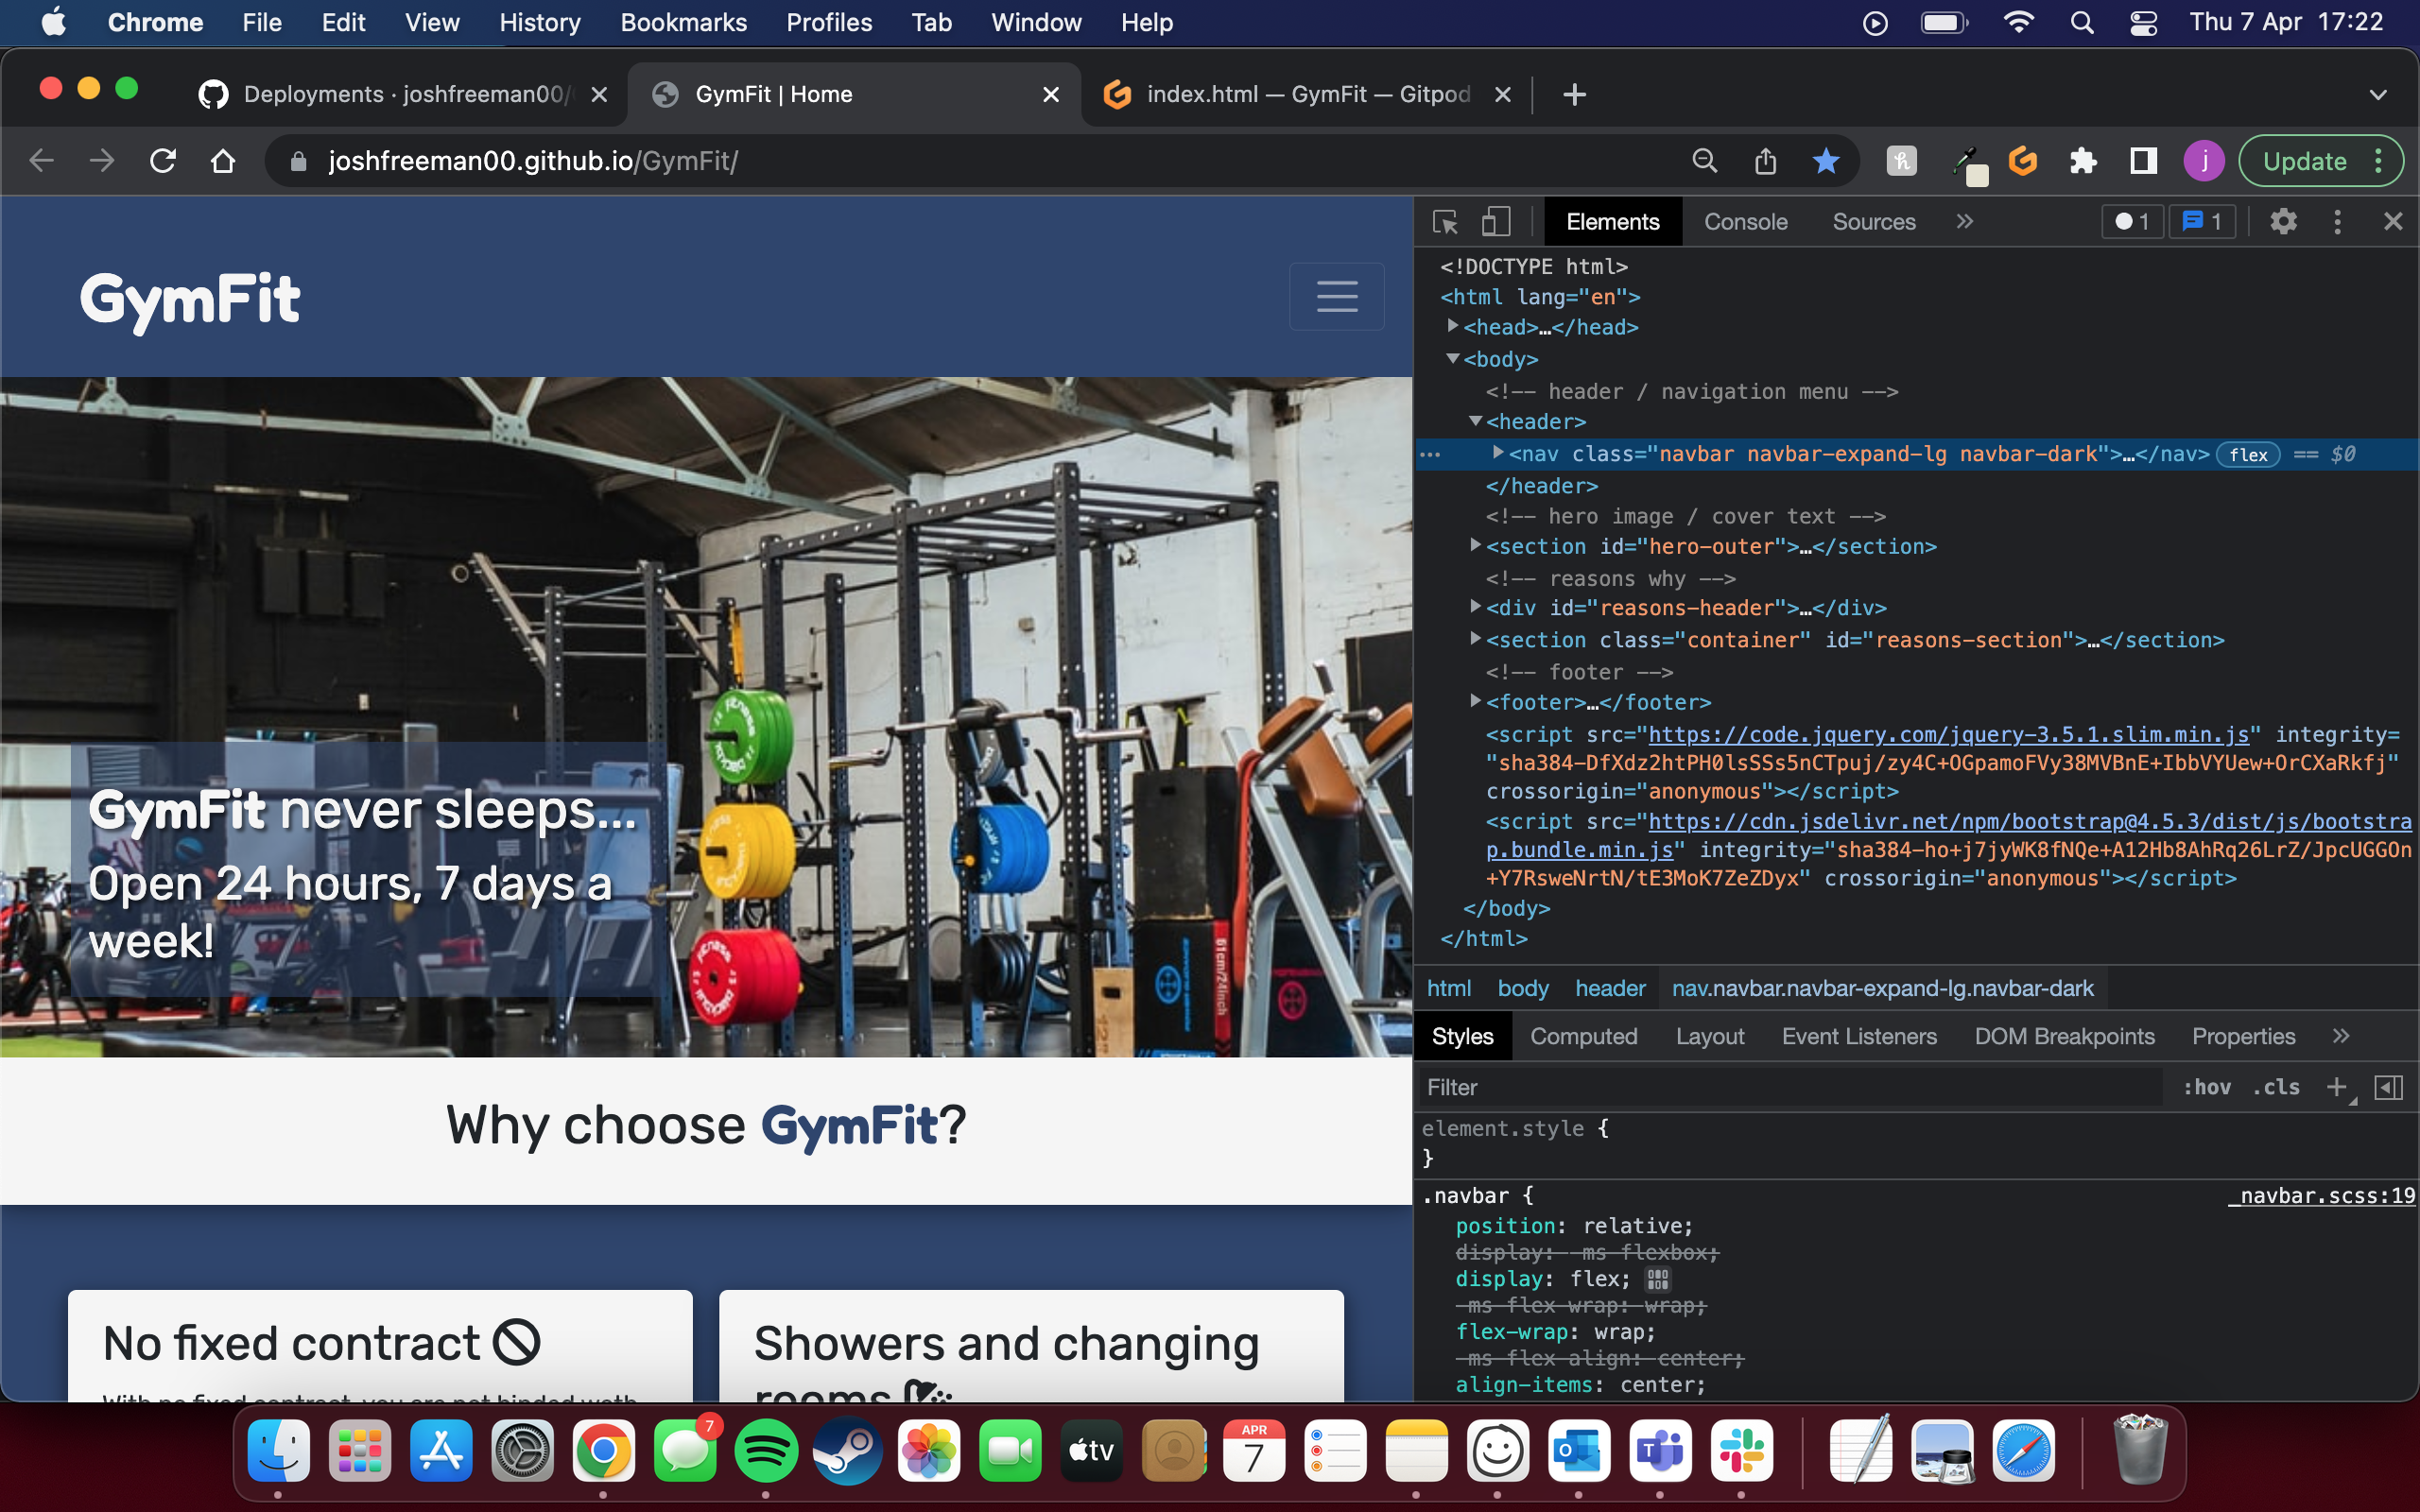 Chrome File Edit View History Bookmarks Profiles Tab Window Help Thu 7 Apr 17:22
Deployments · joshfreeman00/
GymFit | Home
index.html — GymFit — Gitpod
joshfreeman00.github.io/GymFit/
j
Update
GymFit
GymFit never sleeps...
Open 24 hours, 7 days a
week!
61cm/24inch
Why choose GymFit?
No fixed contract
Showers and changing
rooms
Elements Console Sources 1 1
<!DOCTYPE html>
<html lang="en">
<head>…</head>
<body>
<!-- header / navigation menu -->
<header>
<nav class="navbar navbar-expand-lg navbar-dark">…</nav> flex == $0
</header>
<!-- hero image / cover text -->
<section id="hero-outer">…</section>
<!-- reasons why -->
<div id="reasons-header">…</div>
<section class="container" id="reasons-section">…</section>
<!-- footer -->
<footer>…</footer>
<script src="https://code.jquery.com/jquery-3.5.1.slim.min.js" integrity=
"sha384-DfXdz2htPH0lsSSs5nCTpuj/zy4C+OGpamoFVy38MVBnE+IbbVYUew+OrCXaRkfj"
crossorigin="anonymous"></script>
<script src="https://cdn.jsdelivr.net/npm/bootstrap@4.5.3/dist/js/bootstra
p.bundle.min.js" integrity="sha384-ho+j7jyWK8fNQe+A12Hb8AhRq26LrZ/JpcUGGOn
+Y7RsweNrtN/tE3MoK7ZeZDyx" crossorigin="anonymous"></script>
</body>
</html>
html body header nav.navbar.navbar-expand-lg.navbar-dark
Styles Computed Layout Event Listeners DOM Breakpoints Properties
Filter :hov .cls
element.style {
}
.navbar { _navbar.scss:19
position: relative;
display: -ms-flexbox;
display: flex;
-ms-flex-wrap: wrap;
flex-wrap: wrap;
-ms-flex-align: center;
align-items: center;
7
tv
APR
7